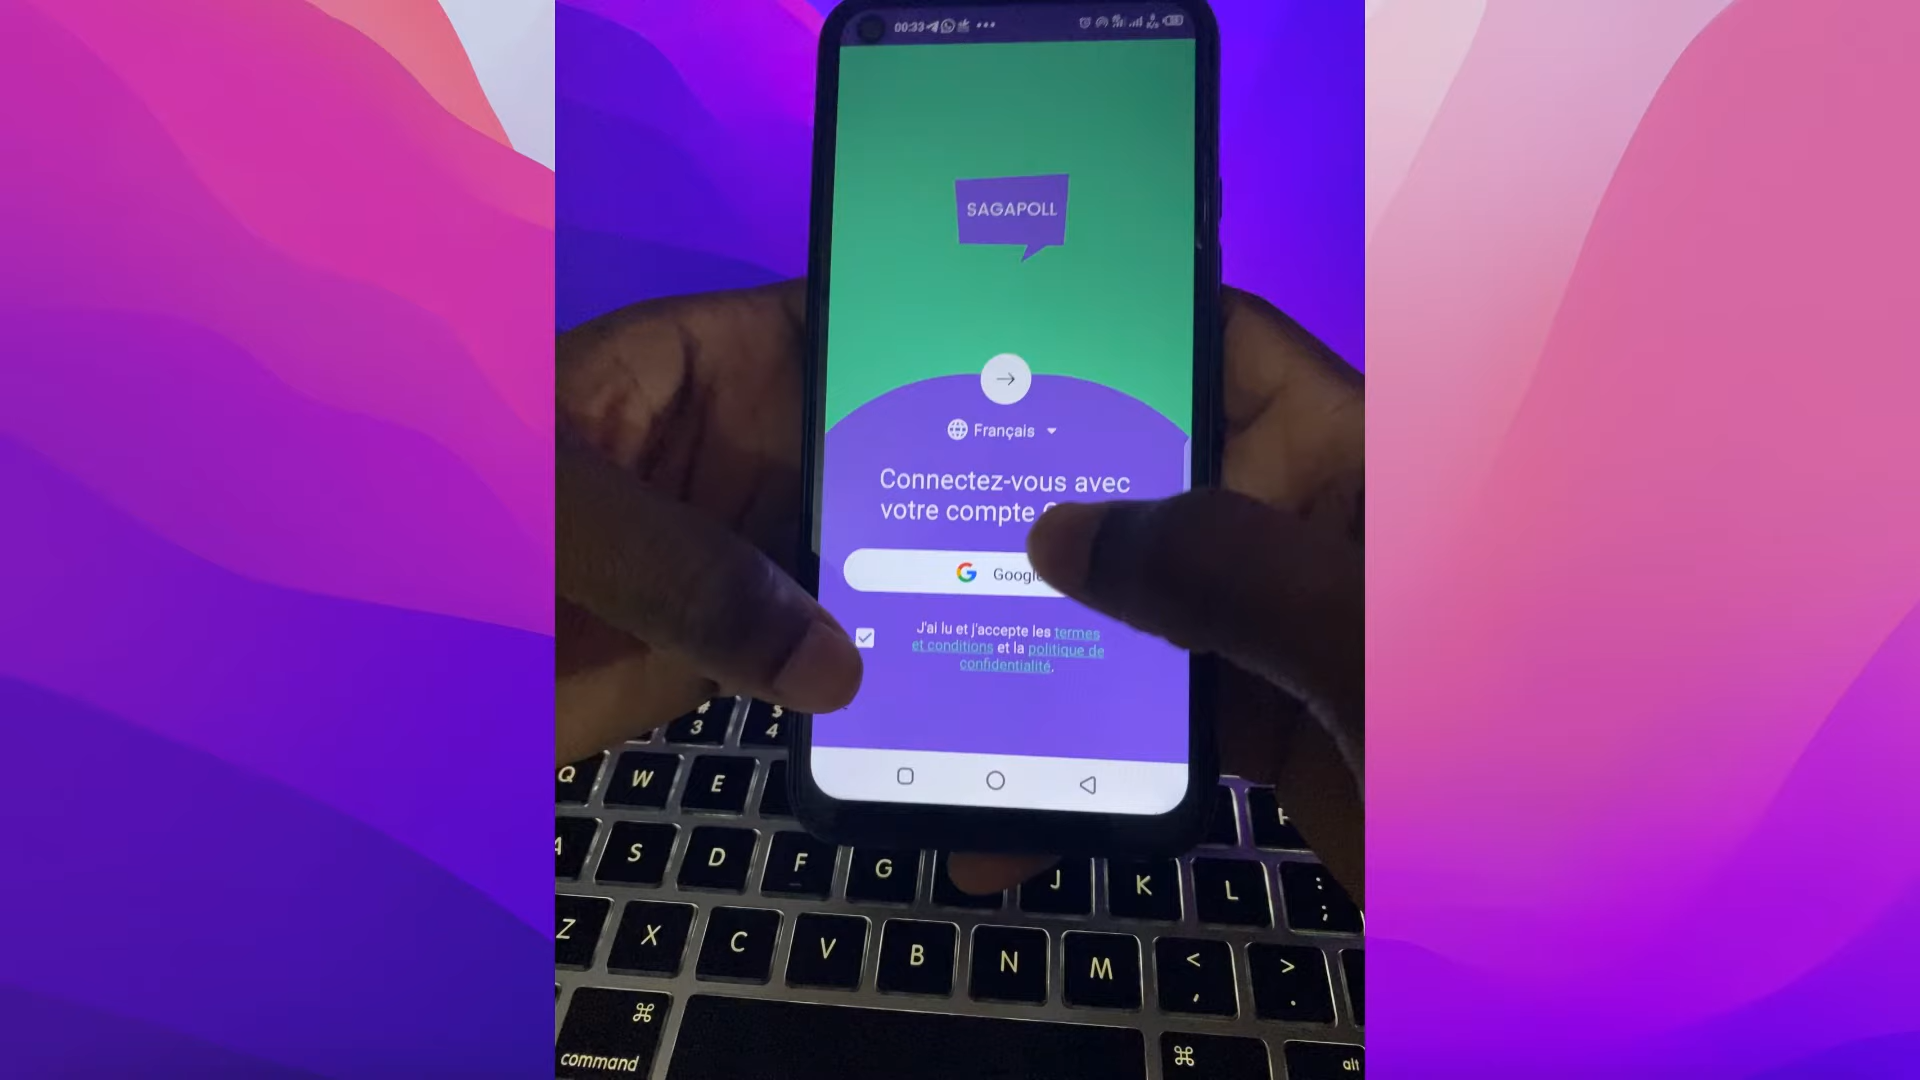 00:33
SAGAPOLL
Français
Connectez-vous avec
votre compte
Google
J'ai lu et j'accepte les termes
et conditions et la politique de
confidentialité.
# $
3 4
Q W E
S D F G J K L :
;
Z X C V B N M < >
, .
⌘ ⌘
command alt